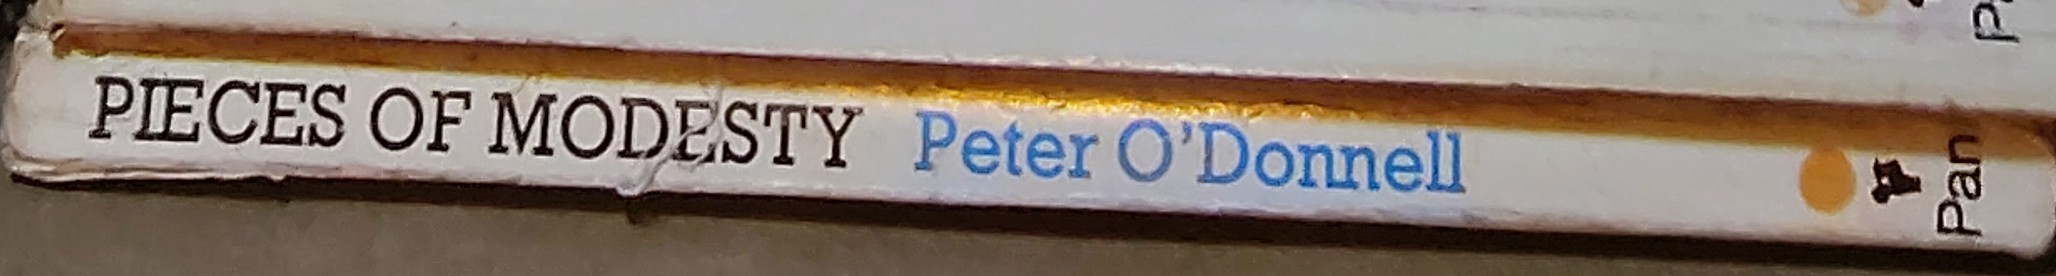 PIECES OF MODESTY Peter O'Donnell
Pan